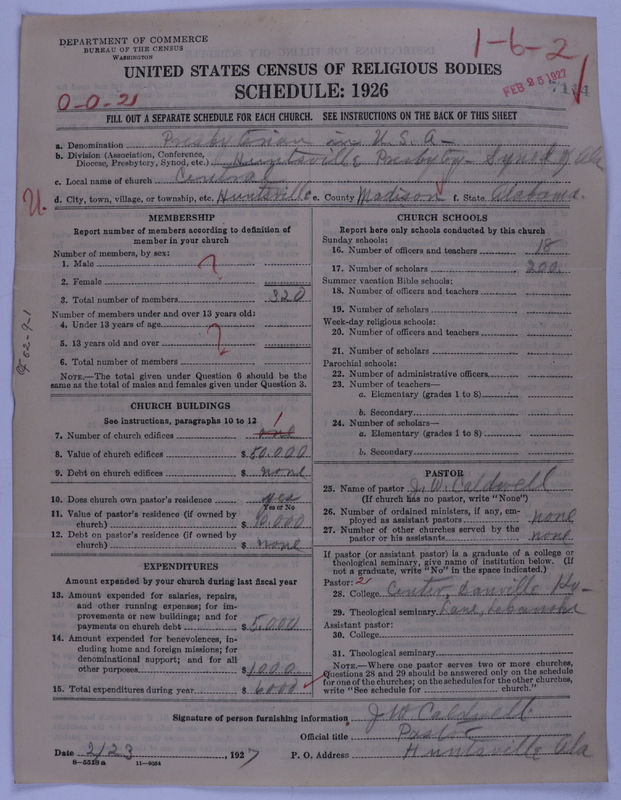 DEPARTMENT OF COMMERCE
BUREAU OF THE CENSUS
WASHINGTON
1-6-2
FEB 25 1927
UNITED STATES CENSUS OF RELIGIOUS BODIES
SCHEDULE: 1926
0-0-21
FILL OUT A SEPARATE SCHEDULE FOR EACH CHURCH. SEE INSTRUCTIONS ON THE BACK OF THIS SHEET
a. Denomination Presbyterian in U.S.A.
b. Division (Association, Conference, Diocese, Presbytery, Synod, etc.) Huntsville Presbytery - Synod of Ala
c. Local name of church Central
U.
d. City, town, village, or township, etc. Huntsville e. County Madison f. State Alabama.
MEMBERSHIP
Report number of members according to definition of
member in your church
Number of members, by sex:
1. Male ?
2. Female
3. Total number of members 320
Number of members under and over 13 years old:
4. Under 13 years of age ?
5. 13 years old and over
6. Total number of members
NOTE.—The total given under Question 6 should be
same as the total of males and females given under Question 3.
CHURCH BUILDINGS
See instructions, paragraphs 10 to 12
7. Number of church edifices one 1
8. Value of church edifices $ 80.000
9. Debt on church edifices $ none
10. Does church own pastor's residence yes
Yes or No
11. Value of pastor's residence (if owned by
church) $ 10.000
12. Debt on pastor's residence (if owned by
church) $ none
EXPENDITURES
Amount expended by your church during last fiscal year
13. Amount expended for salaries, repairs,
and other running expenses; for im-
provements or new buildings; and for
payments on church debt $ 5.000
14. Amount expended for benevolences, in-
cluding home and foreign missions; for
denominational support; and for all
other purposes $ 1000
15. Total expenditures during year $ 6000
CHURCH SCHOOLS
Report here only schools conducted by this church
Sunday schools:
16. Number of officers and teachers 18
17. Number of scholars 200
Summer vacation Bible schools:
18. Number of officers and teachers
19. Number of scholars
Week-day religious schools:
20. Number of officers and teachers
21. Number of scholars
Parochial schools:
22. Number of administrative officers
23. Number of teachers—
a. Elementary (grades 1 to 8)
b. Secondary
24. Number of scholars—
a. Elementary (grades 1 to 8)
b. Secondary
PASTOR
25. Name of pastor J. W. Caldwell
(If church has no pastor, write "None")
26. Number of ordained ministers, if any, em-
ployed as assistant pastors none
27. Number of other churches served by the
pastor or his assistants none
If pastor (or assistant pastor) is a graduate of a college or
theological seminary, give name of institution below. (If
not a graduate, write "No" in the space indicated.)
Pastor: 21
28. College Center, Danville Ky-
29. Theological seminary Lane, Lebanon
Assistant pastor:
30. College
31. Theological seminary
NOTE.—Where one pastor serves two or more churches,
Questions 28 and 29 should be answered only on the schedule
for one of the churches; on the schedules for the other churches,
write "See schedule for church."
Signature of person furnishing information J W Caldwell
Official title Pastor
Date 2/23, 1927 P. O. Address Huntsville Ala
8-5518a 11-9054